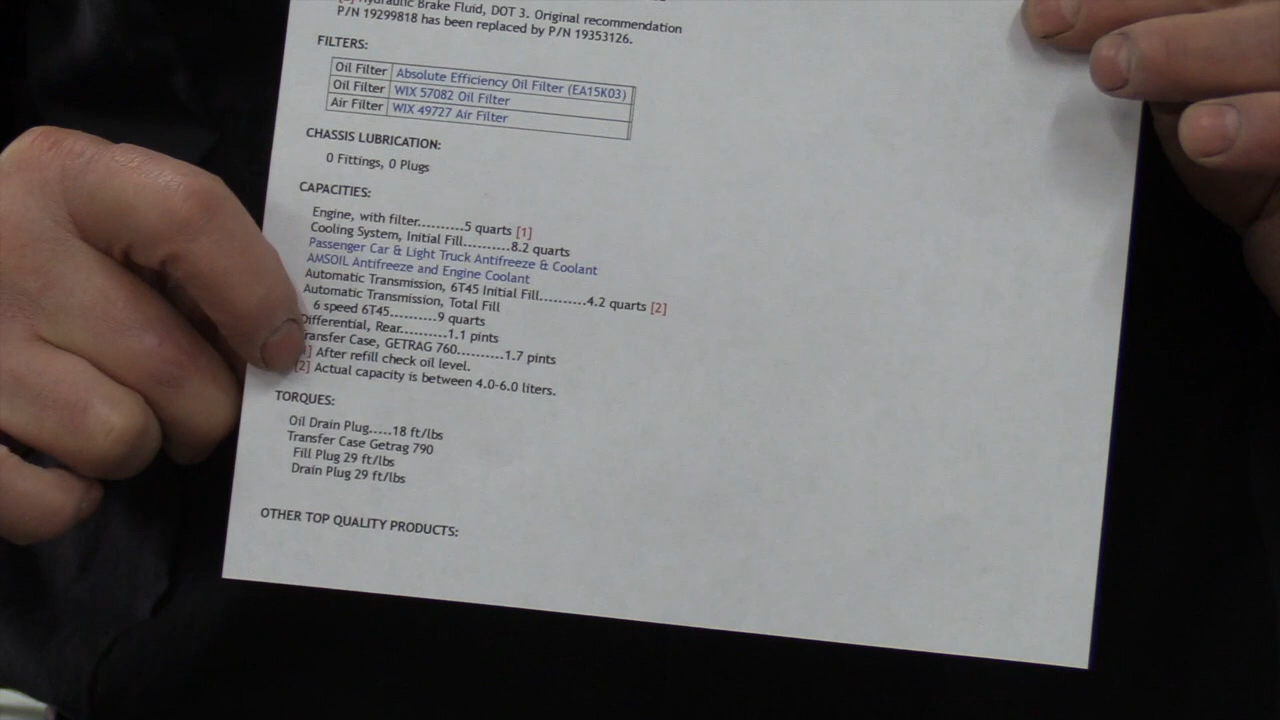 Hydraulic Brake Fluid, DOT 3. Original recommendation
P/N 19299818 has been replaced by P/N 19353126.
FILTERS:
Oil Filter Absolute Efficiency Oil Filter (EA15K03)
Oil Filter WIX 57082 Oil Filter
Air Filter WIX 49727 Air Filter
CHASSIS LUBRICATION:
0 Fittings, 0 Plugs
CAPACITIES:
Engine, with filter..........5 quarts [1]
Cooling System, Initial Fill..........8.2 quarts
Passenger Car & Light Truck Antifreeze & Coolant
AMSOIL Antifreeze and Engine Coolant
Automatic Transmission, 6T45 Initial Fill..........4.2 quarts [2]
Automatic Transmission, Total Fill
6 speed 6T45..........9 quarts
Differential, Rear..........1.1 pints
Transfer Case, GETRAG 760..........1.7 pints
After refill check oil level.
[2] Actual capacity is between 4.0-6.0 liters.
TORQUES:
Oil Drain Plug.....18 ft/lbs
Transfer Case Getrag 790
Fill Plug 29 ft/lbs
Drain Plug 29 ft/lbs
OTHER TOP QUALITY PRODUCTS: